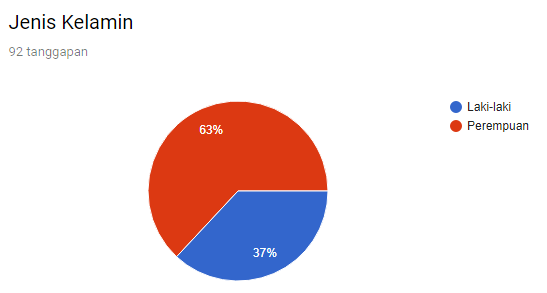 Jenis Kelamin
92 tanggapan
63%
37%
Laki-laki
Perempuan